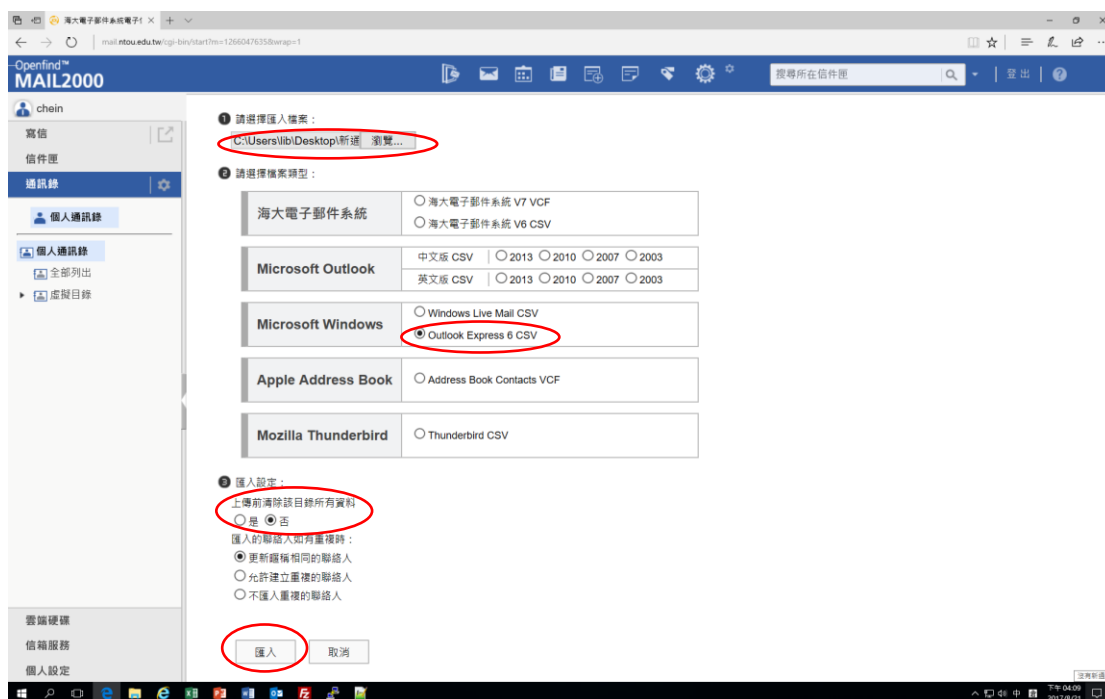 海大電子郵件系統電子
mail.ntou.edu.tw/cgi-bin/start?m=1266047635&wrap=1
Openfind™
MAIL2000
搜尋所在信件匣
登出
chein
寫信
信件匣
通訊錄
個人通訊錄
個人通訊錄
全部列出
虛擬目錄
雲端硬碟
信箱服務
個人設定
❶ 請選擇匯入檔案：
C:\Users\lib\Desktop\新通 瀏覽...
❷ 請選擇檔案類型：
海大電子郵件系統
海大電子郵件系統 V7 VCF
海大電子郵件系統 V6 CSV
Microsoft Outlook
中文版 CSV | 2013 2010 2007 2003
英文版 CSV | 2013 2010 2007 2003
Microsoft Windows
Windows Live Mail CSV
Outlook Express 6 CSV
Apple Address Book
Address Book Contacts VCF
Mozilla Thunderbird
Thunderbird CSV
❸ 匯入設定：
上傳前清除該目錄所有資料
是 否
匯入的聯絡人如有重複時：
更新暱稱相同的聯絡人
允許建立重複的聯絡人
不匯入重複的聯絡人
匯入 取消
下午 04:09
2017/8/21